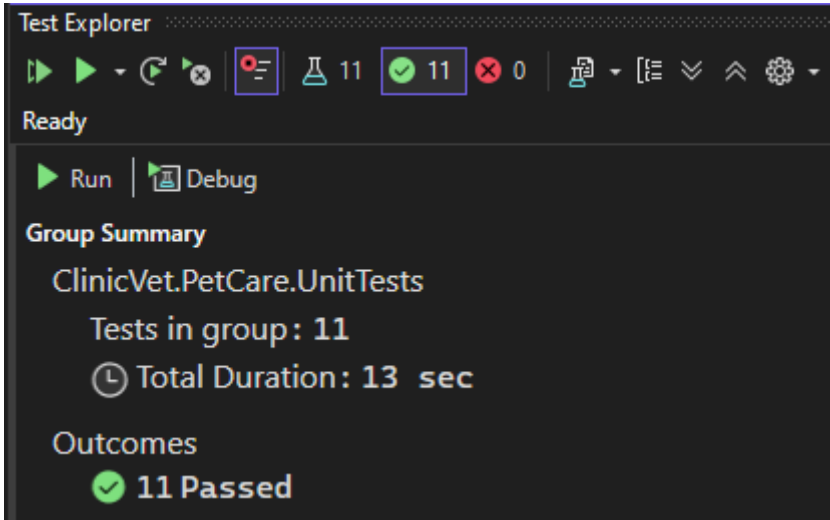 Test Explorer
11 11 0
Ready
Run Debug
Group Summary
ClinicVet.PetCare.UnitTests
Tests in group: 11
Total Duration: 13 sec
Outcomes
11 Passed